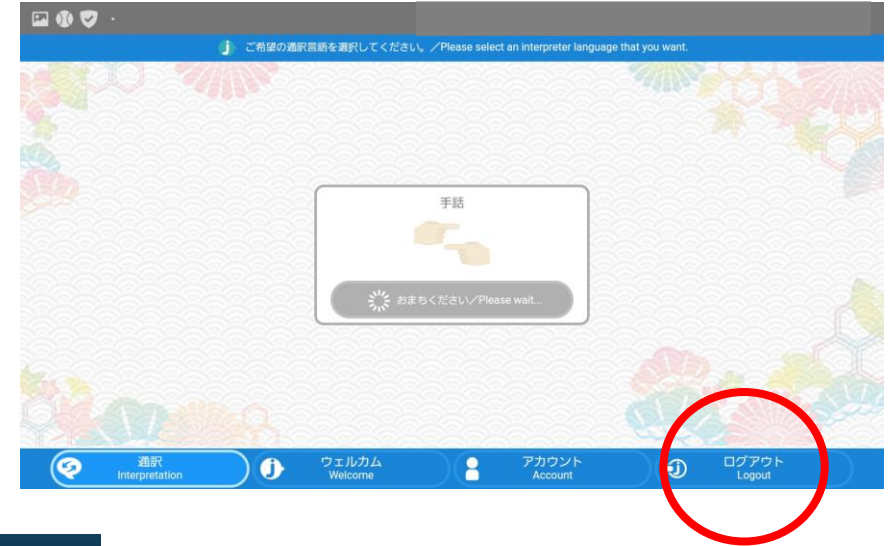 ご希望の通訳言語を選択してください。／Please select an interpreter language that you want.
手話
おまちください／Please wait...
通訳
Interpretation
ウェルカム
Welcome
アカウント
Account
ログアウト
Logout